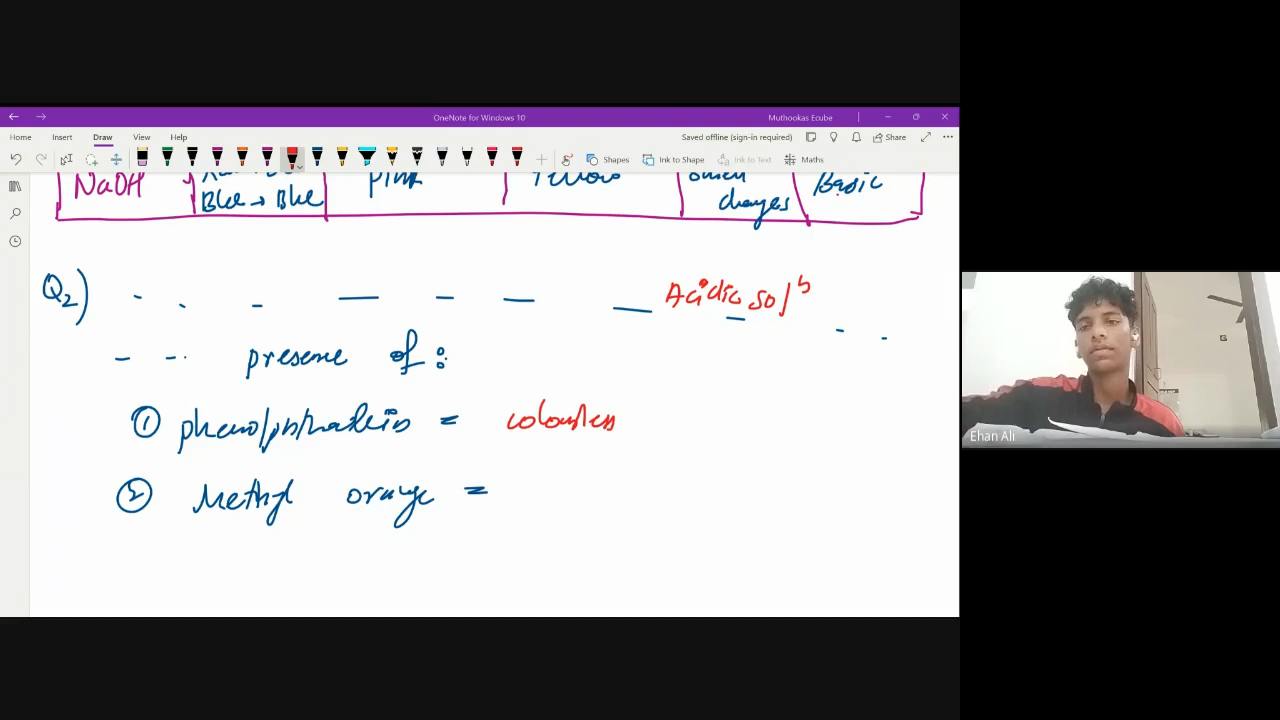 OneNote for Windows 10
Muthookas Ecube
Home Insert Draw View Help
Saved offline (sign-in required)
Share
Shapes
Ink to Shape
Ink to Text
Maths
NaOH
Blue → Blue
Pink
Yellow
Smell
changes
Basic
Q2)
Acidic sol
presene of :
① phenolphthalein = colourless
② Methyl orange =
Ehan Ali